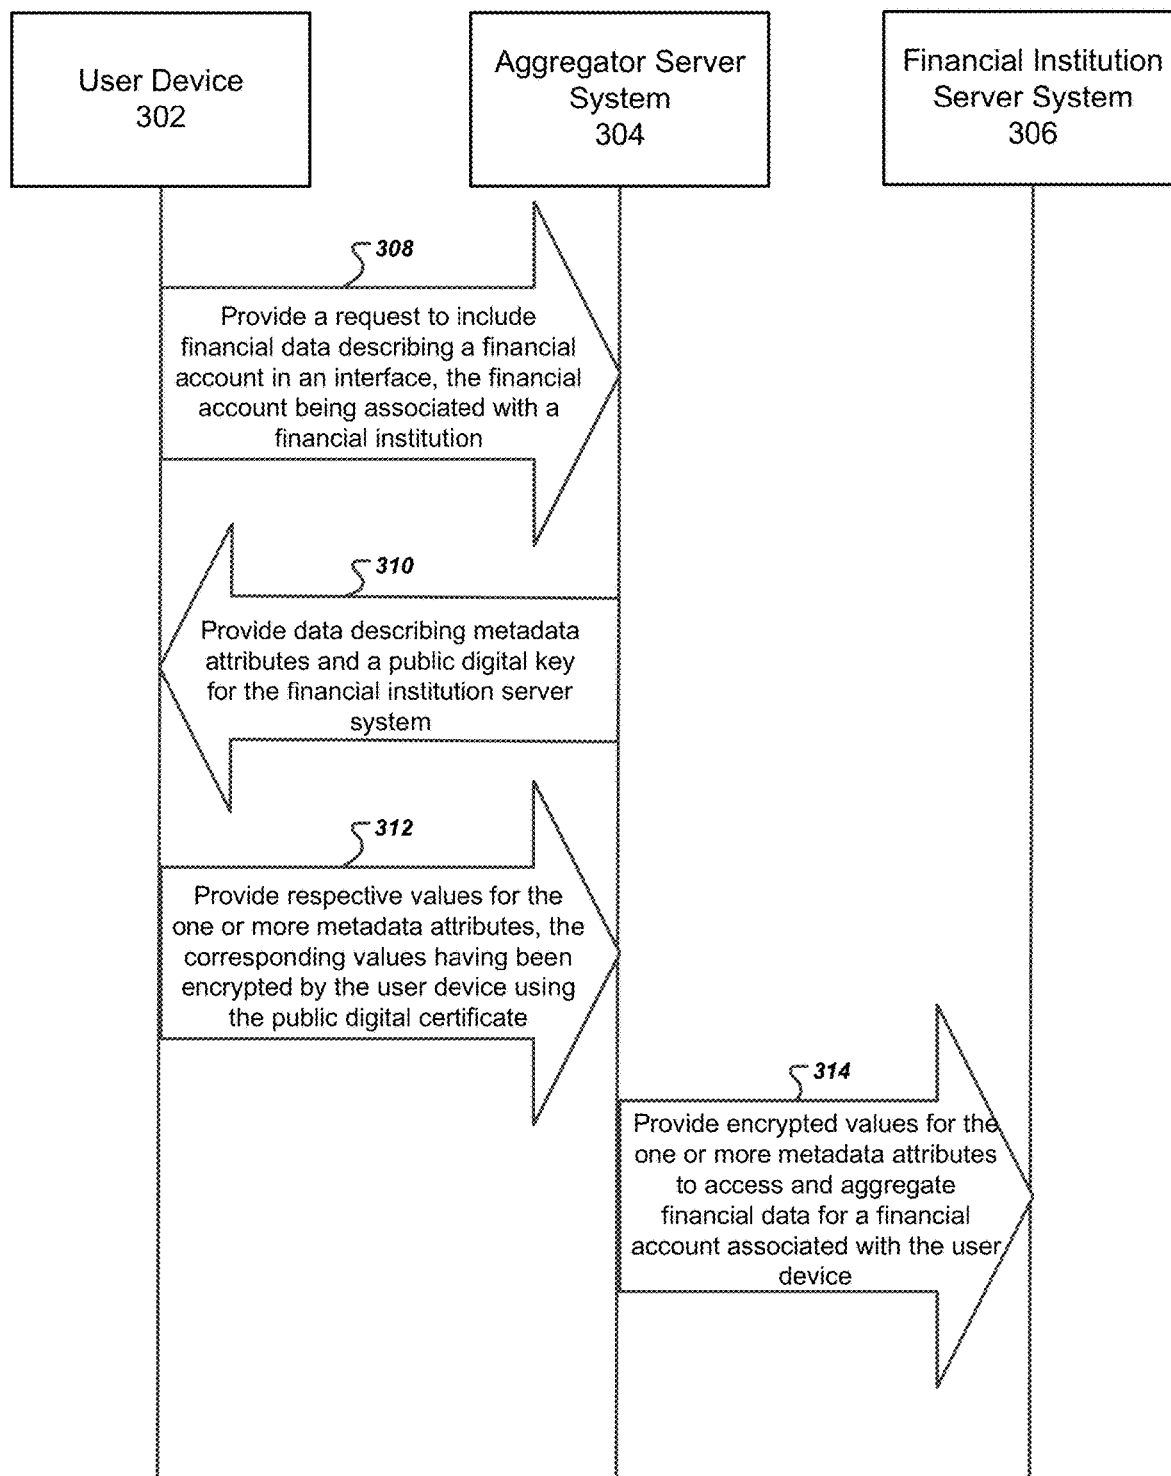 User Device
302
Aggregator Server
System
304
Financial Institution
Server System
306
308
Provide a request to include
financial data describing a financial
account in an interface, the financial
account being associated with a
financial institution
310
Provide data describing metadata
attributes and a public digital key
for the financial institution server
system
312
Provide respective values for the
one or more metadata attributes, the
corresponding values having been
encrypted by the user device using
the public digital certificate
314
Provide encrypted values for the
one or more metadata attributes
to access and aggregate
financial data for a financial
account associated with the user
device